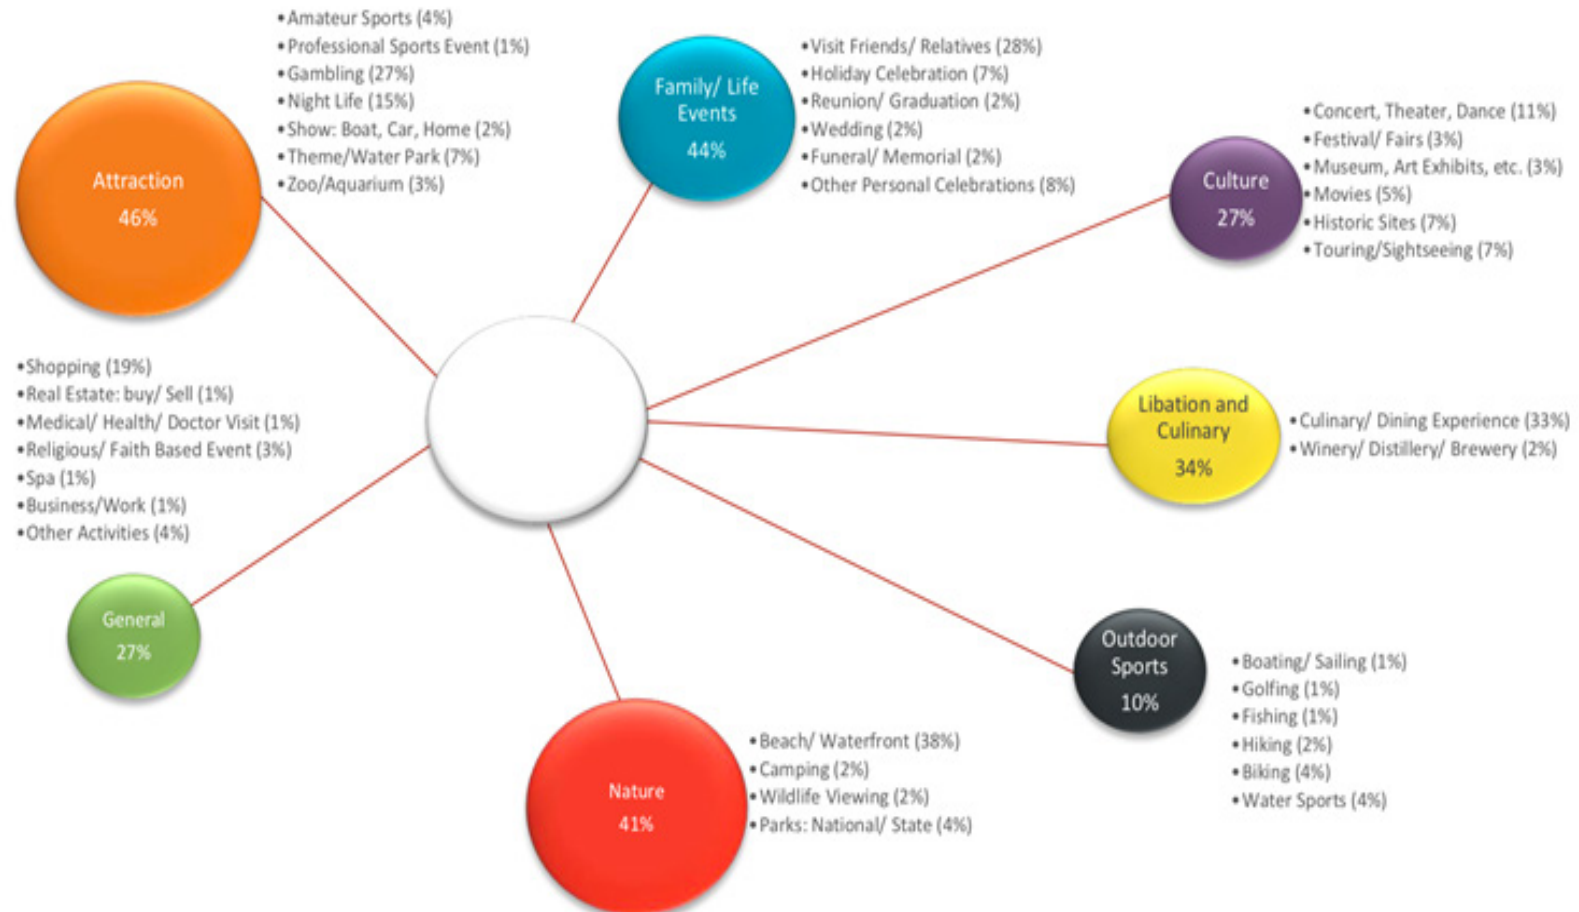 •Amateur Sports (4%)
•Professional Sports Event (1%)
•Gambling (27%)
•Night Life (15%)
•Show: Boat, Car, Home (2%)
•Theme/Water Park (7%)
•Zoo/Aquarium (3%)
Attraction
46%
Family/ Life
Events
44%
•Visit Friends/ Relatives (28%)
•Holiday Celebration (7%)
•Reunion/ Graduation (2%)
•Wedding (2%)
•Funeral/ Memorial (2%)
•Other Personal Celebrations (8%)
Culture
27%
•Concert, Theater, Dance (11%)
•Festival/ Fairs (3%)
•Museum, Art Exhibits, etc. (3%)
•Movies (5%)
•Historic Sites (7%)
•Touring/Sightseeing (7%)
•Shopping (19%)
•Real Estate: buy/ Sell (1%)
•Medical/ Health/ Doctor Visit (1%)
•Religious/ Faith Based Event (3%)
•Spa (1%)
•Business/Work (1%)
•Other Activities (4%)
General
27%
Libation and
Culinary
34%
•Culinary/ Dining Experience (33%)
•Winery/ Distillery/ Brewery (2%)
Outdoor
Sports
10%
•Boating/ Sailing (1%)
•Golfing (1%)
•Fishing (1%)
•Hiking (2%)
•Biking (4%)
•Water Sports (4%)
Nature
41%
•Beach/ Waterfront (38%)
•Camping (2%)
•Wildlife Viewing (2%)
•Parks: National/ State (4%)